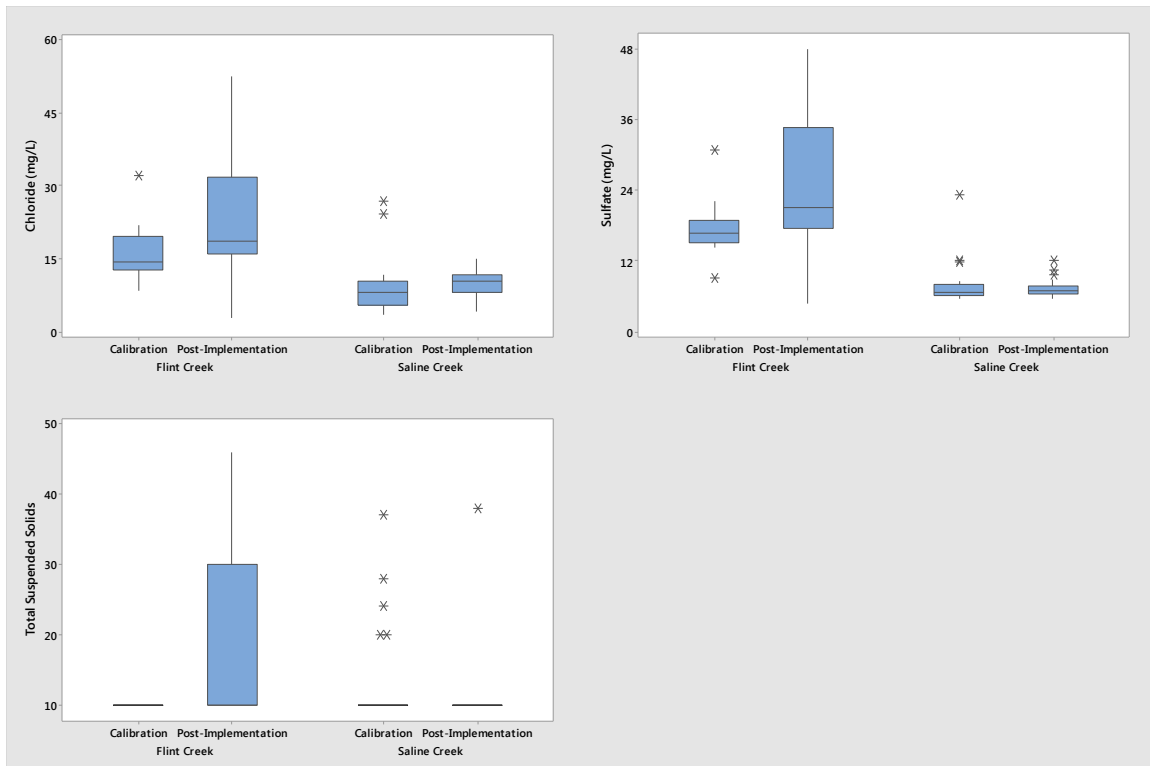 Chloride (mg/L)
60
45
30
15
0
Calibration Post-Implementation Calibration Post-Implementation
Flint Creek Saline Creek
Sulfate (mg/L)
48
36
24
12
0
Calibration Post-Implementation Calibration Post-Implementation
Flint Creek Saline Creek
Total Suspended Solids
50
40
30
20
10
Calibration Post-Implementation Calibration Post-Implementation
Flint Creek Saline Creek